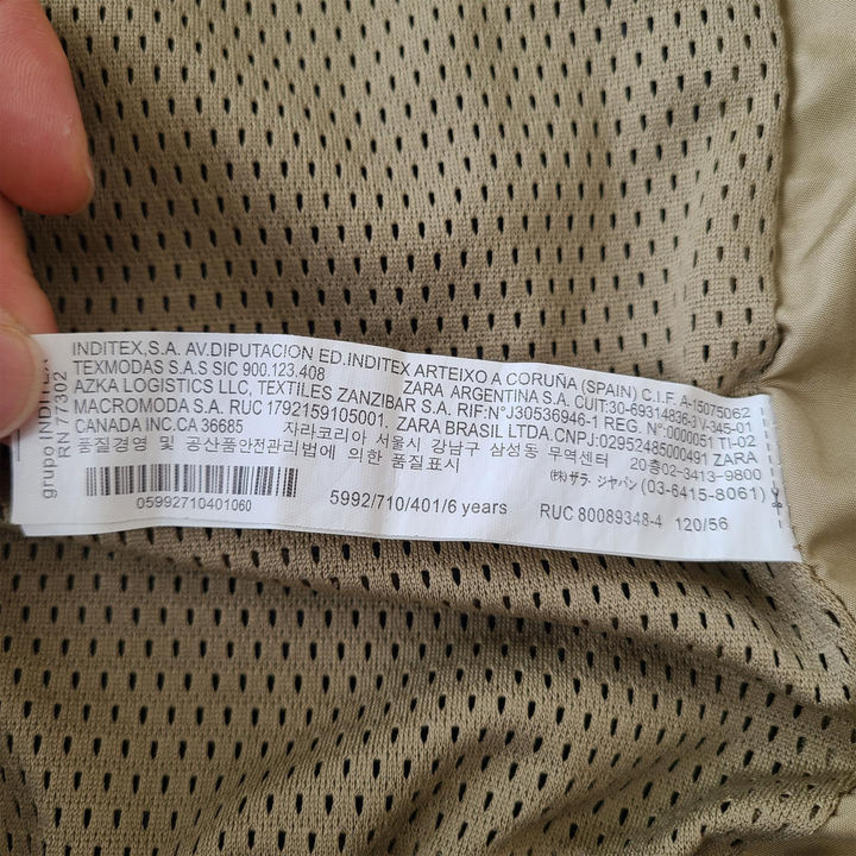 grupo INDITEX
RN 77302
INDITEX,S.A. AV.DIPUTACION ED.INDITEX ARTEIXO A CORUÑA (SPAIN) C.I.F. A-15075062
TEXMODAS S.A.S SIC 900.123.408 ZARA ARGENTINA S.A. CUIT:30-69314836-3 V-345-01
AZKA LOGISTICS LLC, TEXTILES ZANZIBAR S.A. RIF:N°J30536946-1 REG. N°:0000051 TI-02
MACROMODA S.A. RUC 1792159105001. ZARA BRASIL LTDA.CNPJ:02952485000491 ZARA
CANADA INC.CA 36685 자라코리아 서울시 강남구 삼성동 무역센터 20층02-3413-9800
품질경영 및 공산품안전관리법에 의한 품질표시 (株)ザラ・ジャパン (03-6415-8061)
05992710401060 5992/710/401/6 years RUC 80089348-4 120/56